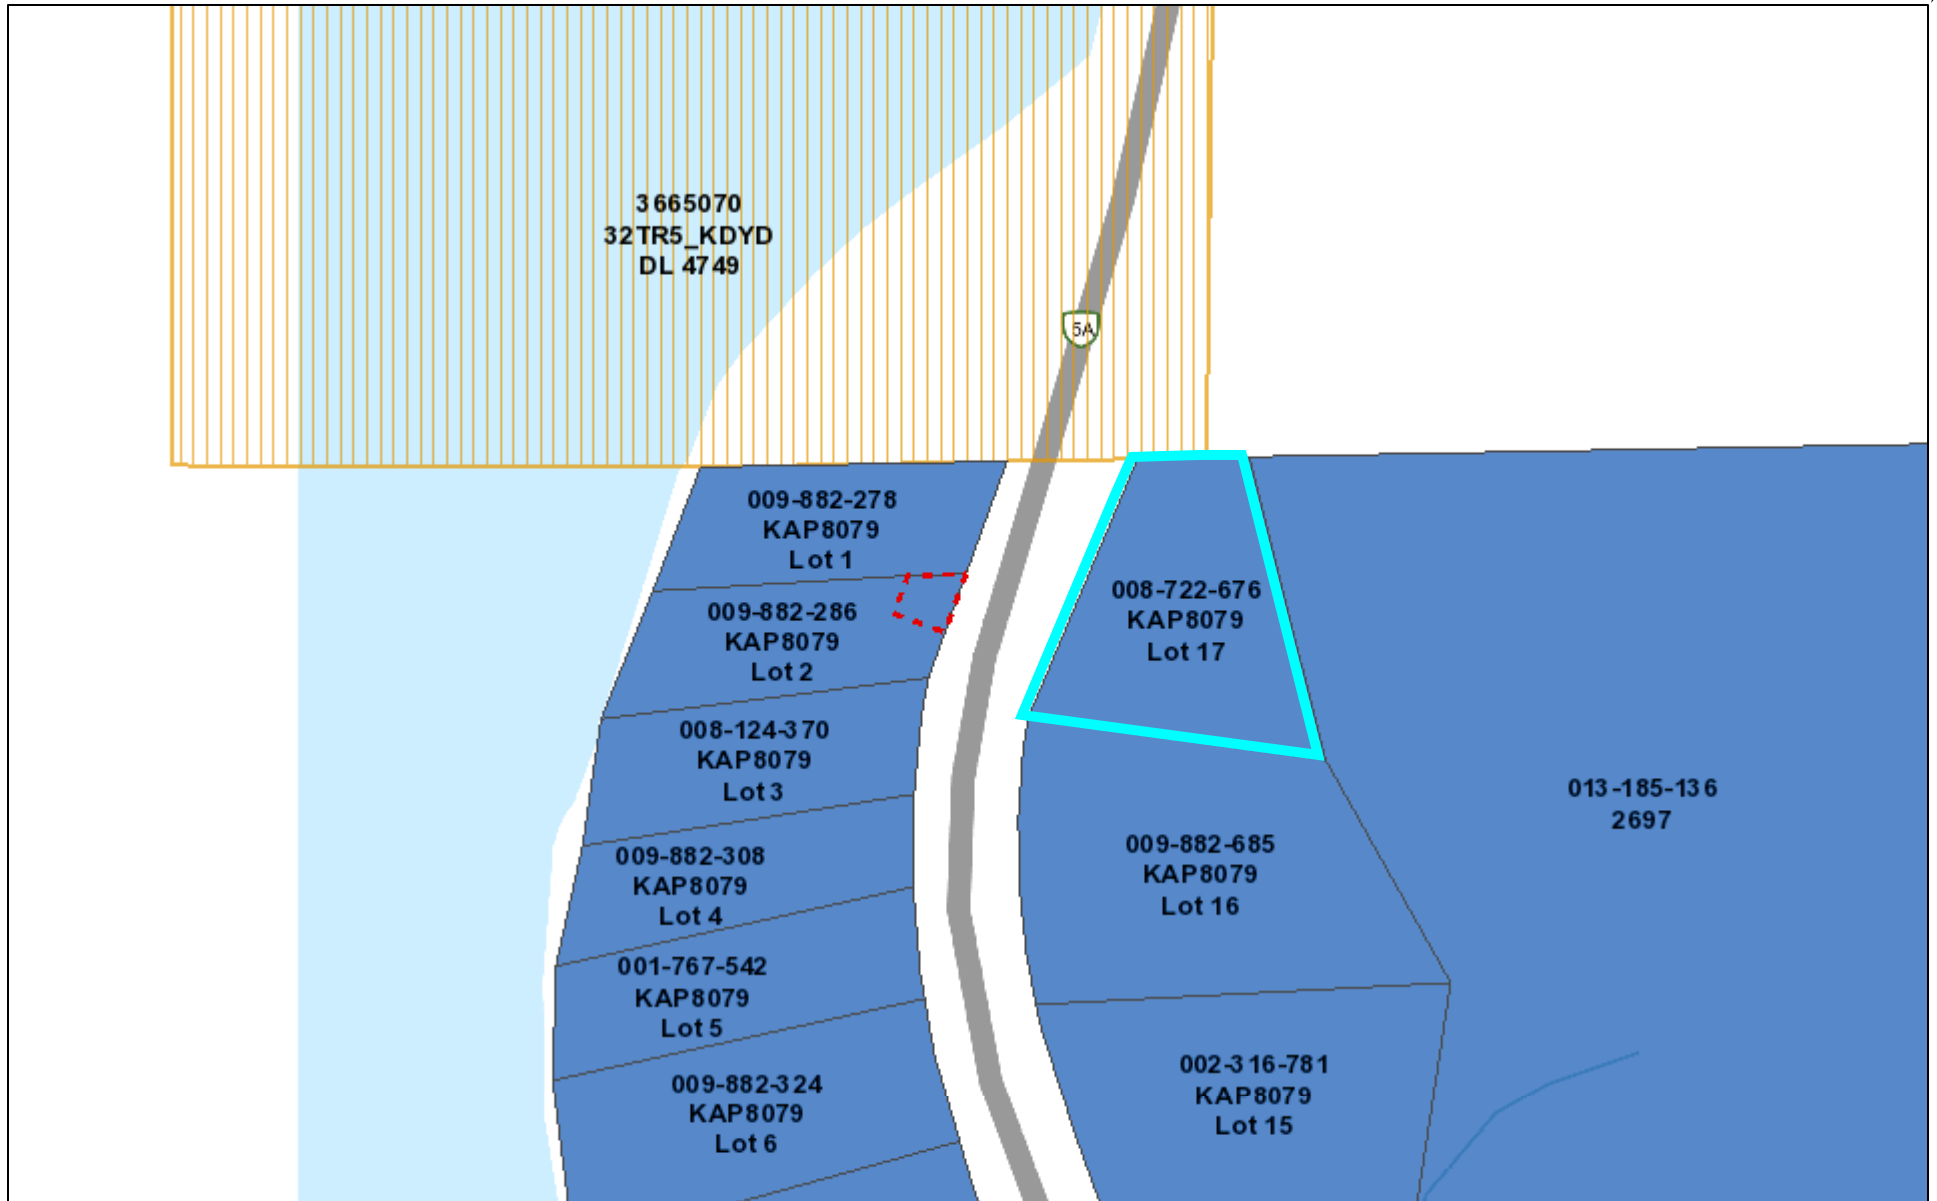 3665070
32TR5_KDYD
DL 4749
5A
009-882-278
KAP8079
Lot 1
009-882-286
KAP8079
Lot 2
008-722-676
KAP8079
Lot 17
008-124-370
KAP8079
Lot 3
013-185-136
2697
009-882-308
KAP8079
Lot 4
009-882-685
KAP8079
Lot 16
001-767-542
KAP8079
Lot 5
009-882-324
KAP8079
Lot 6
002-316-781
KAP8079
Lot 15